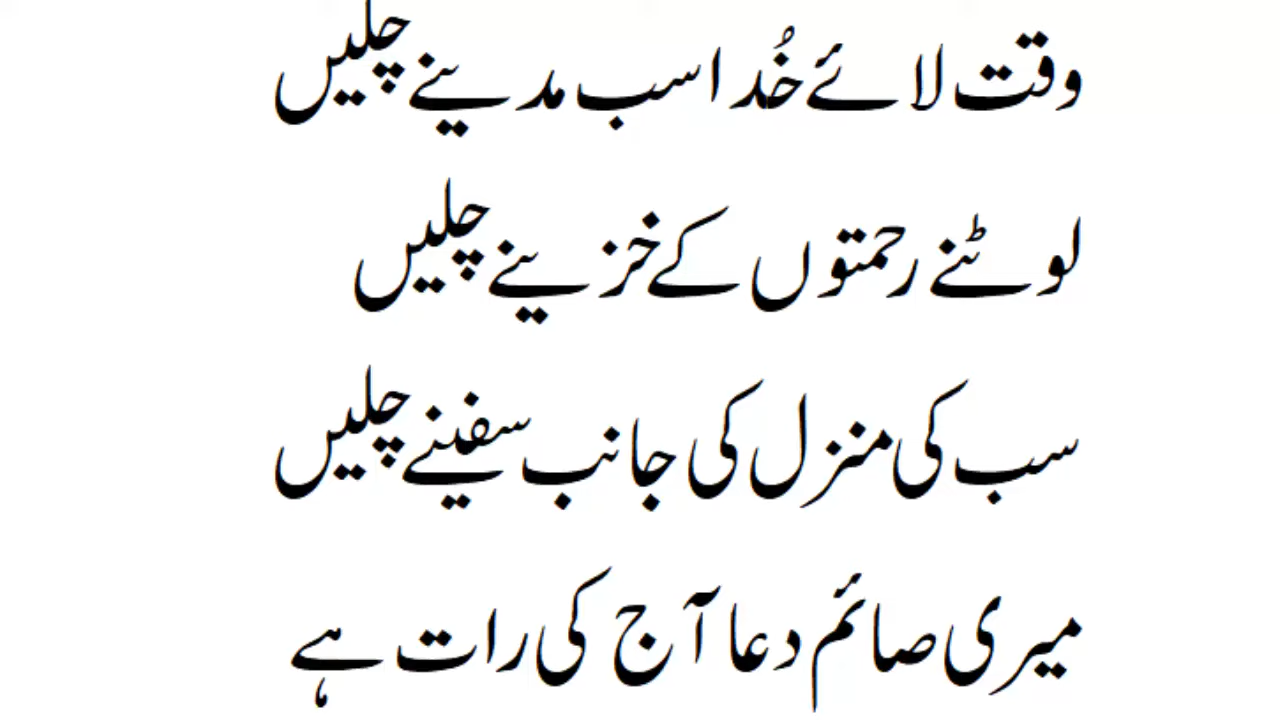 وقت لائے خُدا سب مدینے چلیں
لوٹنے رحمتوں کے خزینے چلیں
سب کی منزل کی جانب سفینے چلیں
میری صائم دعا آج کی رات ہے